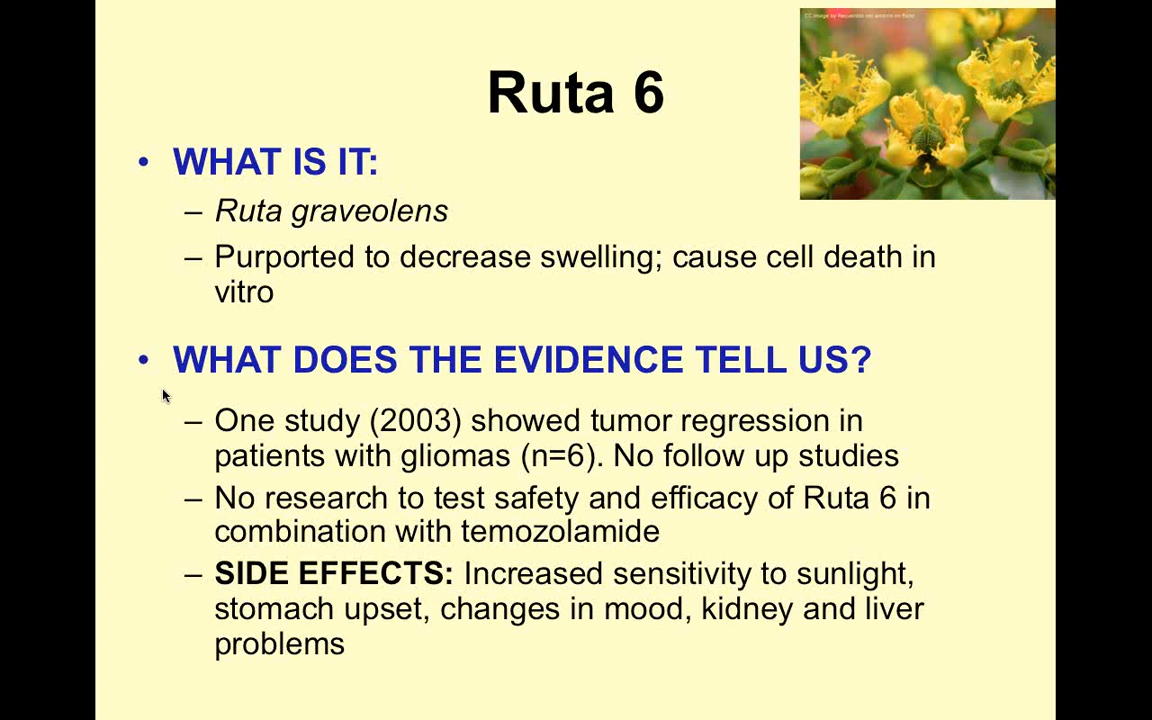 Ruta 6
• WHAT IS IT:
– Ruta graveolens
– Purported to decrease swelling; cause cell death in
vitro
• WHAT DOES THE EVIDENCE TELL US?
– One study (2003) showed tumor regression in
patients with gliomas (n=6). No follow up studies
– No research to test safety and efficacy of Ruta 6 in
combination with temozolamide
– SIDE EFFECTS: Increased sensitivity to sunlight,
stomach upset, changes in mood, kidney and liver
problems